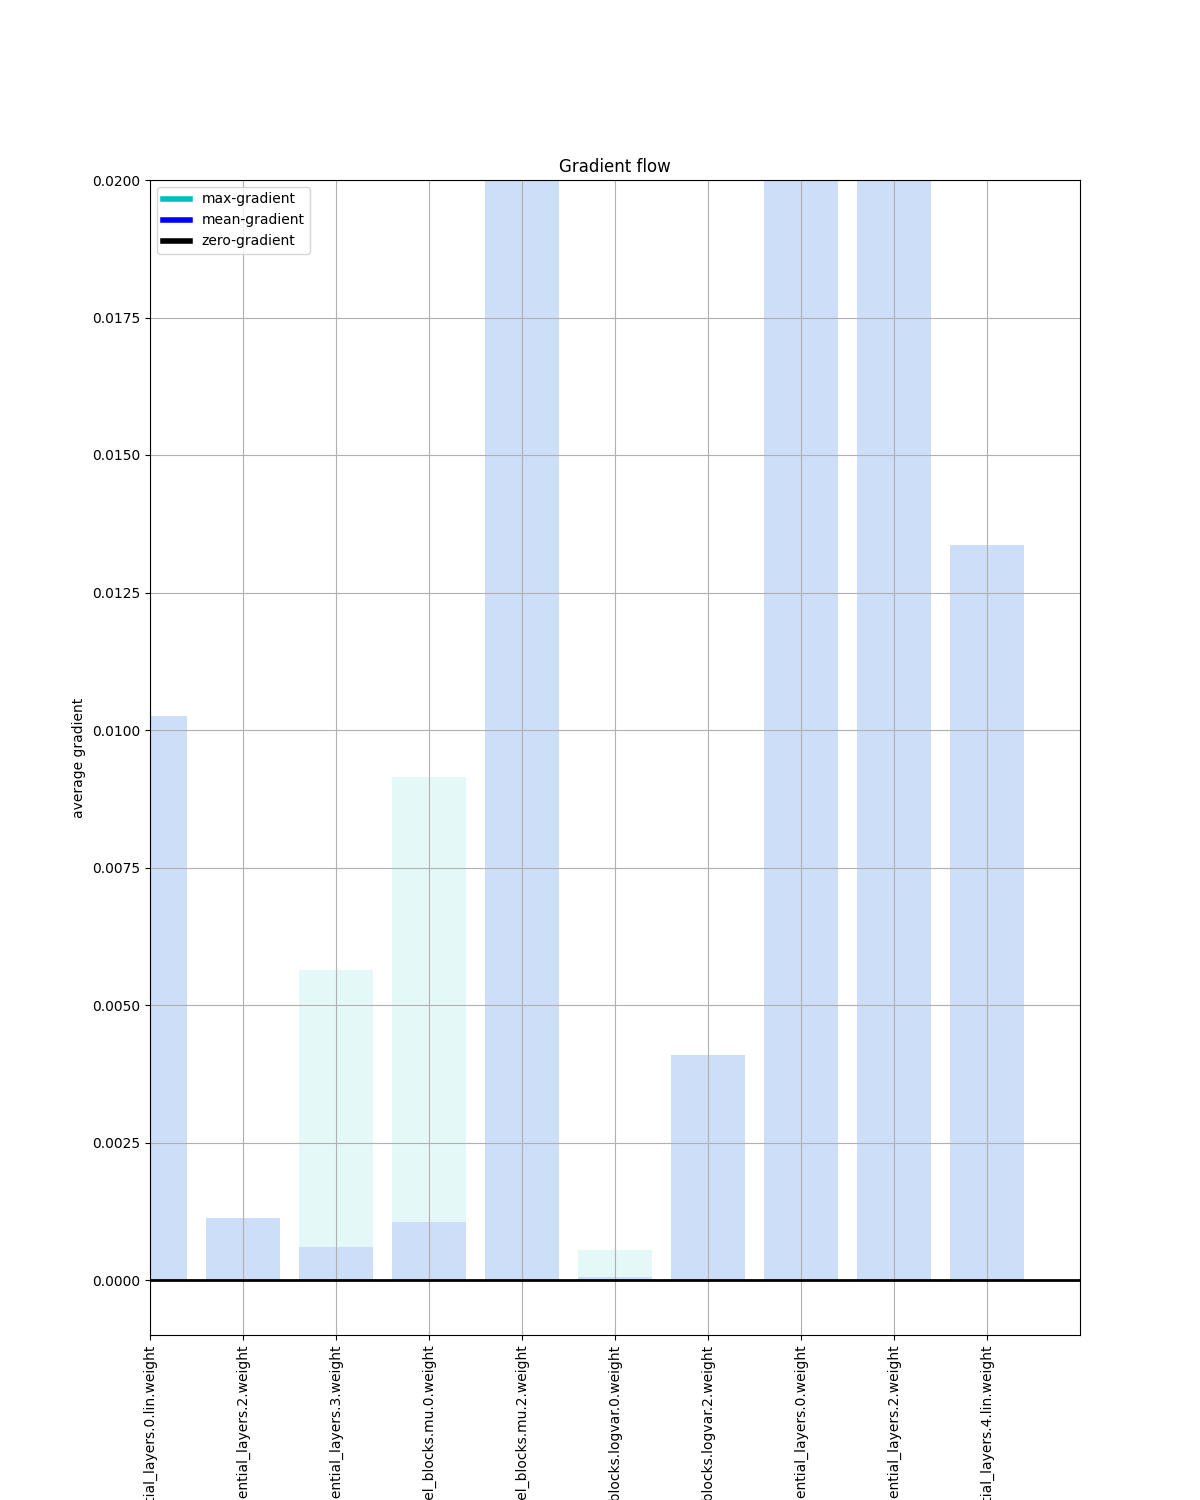 Gradient flow
max-gradient
mean-gradient
zero-gradient
0.0200
0.0175
0.0150
0.0125
0.0100
0.0075
0.0050
0.0025
0.0000
average gradient
tial_layers.0.lin.weight
ential_layers.2.weight
ential_layers.3.weight
el_blocks.mu.0.weight
el_blocks.mu.2.weight
blocks.logvar.0.weight
blocks.logvar.2.weight
ential_layers.0.weight
ential_layers.2.weight
tial_layers.4.lin.weight